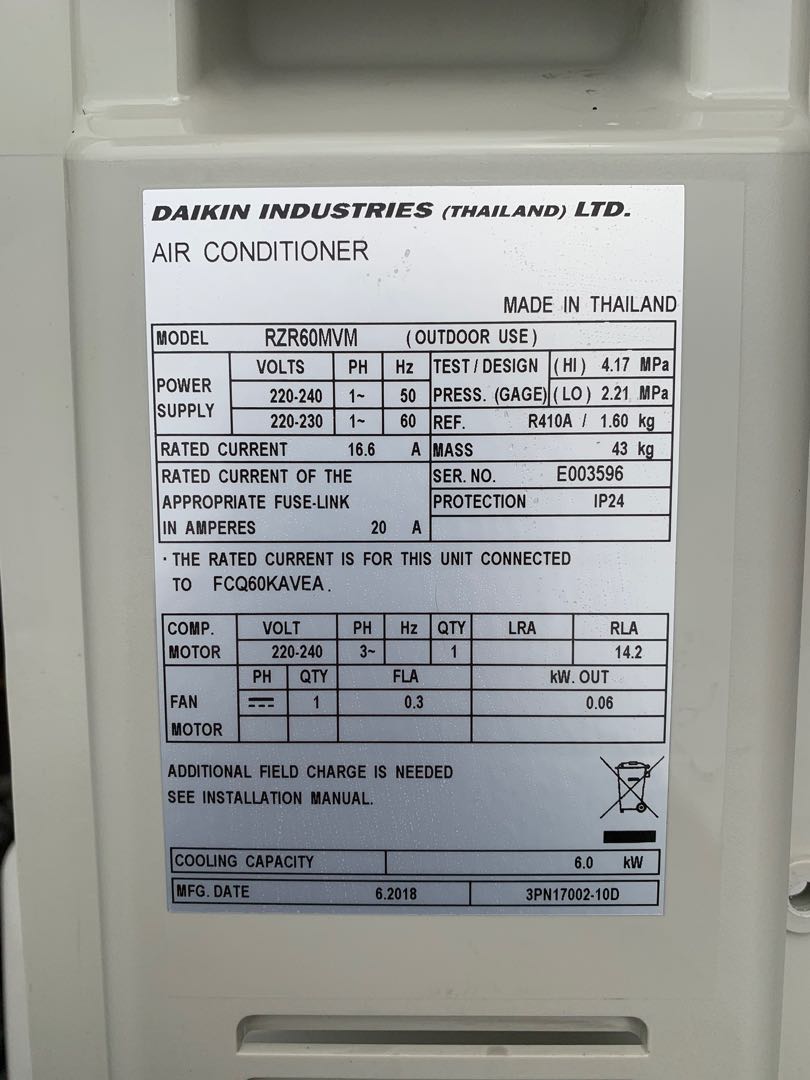 DAIKIN INDUSTRIES (THAILAND) LTD.
AIR CONDITIONER
MADE IN THAILAND
MODEL RZR60MVM (OUTDOOR USE)
POWER SUPPLY VOLTS PH Hz
220-240 1~ 50
220-230 1~ 60
TEST / DESIGN (HI) 4.17 MPa
PRESS. (GAGE) (LO) 2.21 MPa
REF. R410A / 1.60 kg
RATED CURRENT 16.6 A
MASS 43 kg
RATED CURRENT OF THE
APPROPRIATE FUSE-LINK
IN AMPERES 20 A
SER. NO. E003596
PROTECTION IP24
· THE RATED CURRENT IS FOR THIS UNIT CONNECTED
TO FCQ60KAVEA.
COMP. MOTOR VOLT PH Hz QTY LRA RLA
220-240 3~ 1 14.2
FAN MOTOR PH QTY FLA kW. OUT
⎓ 1 0.3 0.06
ADDITIONAL FIELD CHARGE IS NEEDED
SEE INSTALLATION MANUAL.
COOLING CAPACITY 6.0 kW
MFG. DATE 6.2018 3PN17002-10D